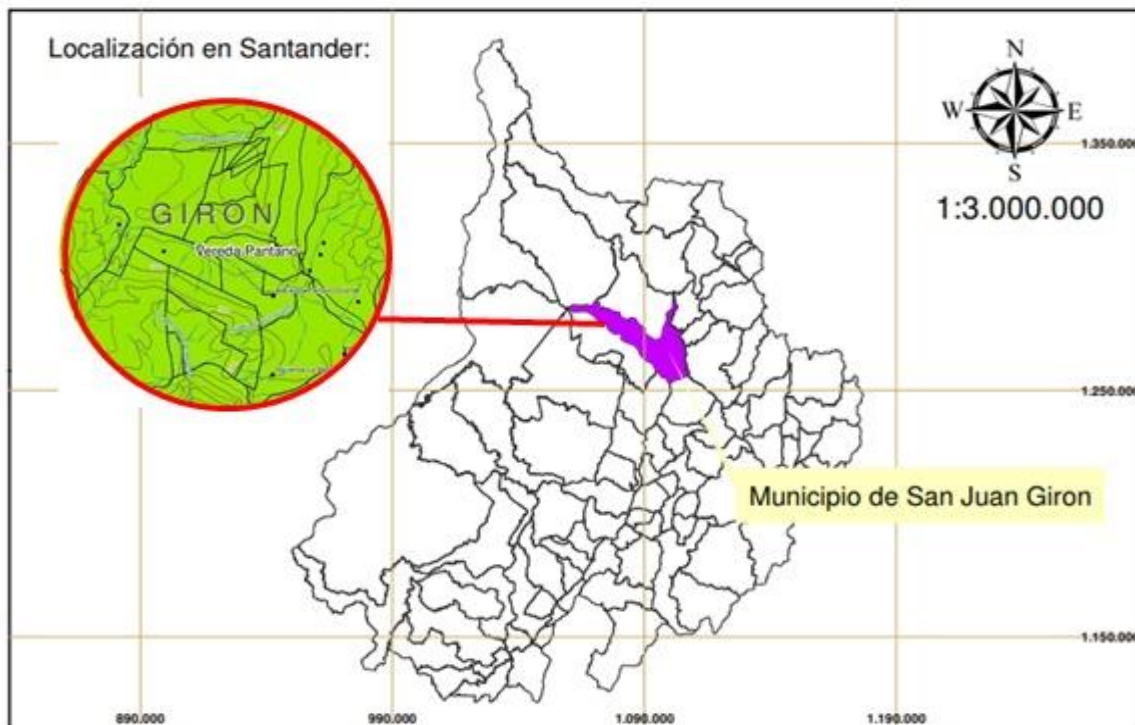 Localización en Santander:
N
W
E
S
1:3.000.000
1.350.000
GIRON
Vereda Pantano
1.250.000
Municipio de San Juan Giron
1.150.000
890.000
990.000
1.090.000
1.190.000